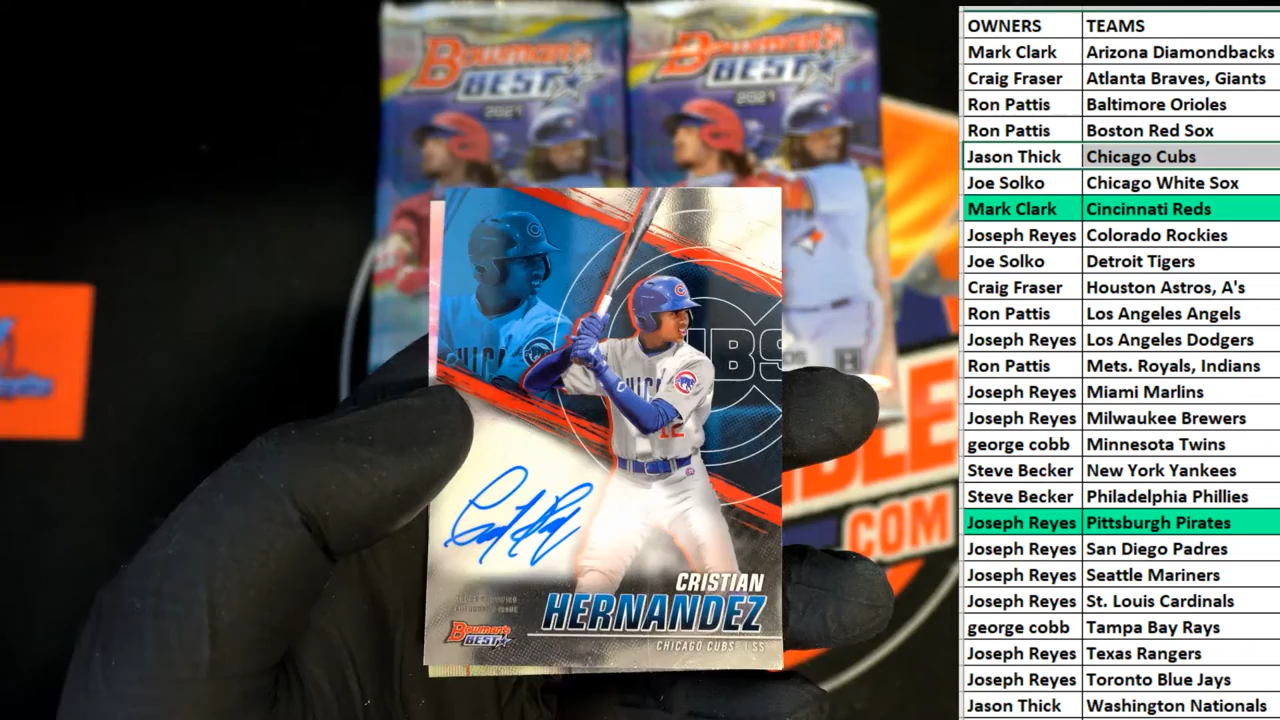 Bowman's
BEST
2021
Bowman's
BEST
2021
CUBS
12
CRISTIAN
HERNANDEZ
CHICAGO CUBS SS
Bowman's
BEST
COM
OWNERS TEAMS
Mark Clark Arizona Diamondbacks
Craig Fraser Atlanta Braves, Giants
Ron Pattis Baltimore Orioles
Ron Pattis Boston Red Sox
Jason Thick Chicago Cubs
Joe Solko Chicago White Sox
Mark Clark Cincinnati Reds
Joseph Reyes Colorado Rockies
Joe Solko Detroit Tigers
Craig Fraser Houston Astros, A's
Ron Pattis Los Angeles Angels
Joseph Reyes Los Angeles Dodgers
Ron Pattis Mets. Royals, Indians
Joseph Reyes Miami Marlins
Joseph Reyes Milwaukee Brewers
george cobb Minnesota Twins
Steve Becker New York Yankees
Steve Becker Philadelphia Phillies
Joseph Reyes Pittsburgh Pirates
Joseph Reyes San Diego Padres
Joseph Reyes Seattle Mariners
Joseph Reyes St. Louis Cardinals
george cobb Tampa Bay Rays
Joseph Reyes Texas Rangers
Joseph Reyes Toronto Blue Jays
Jason Thick Washington Nationals